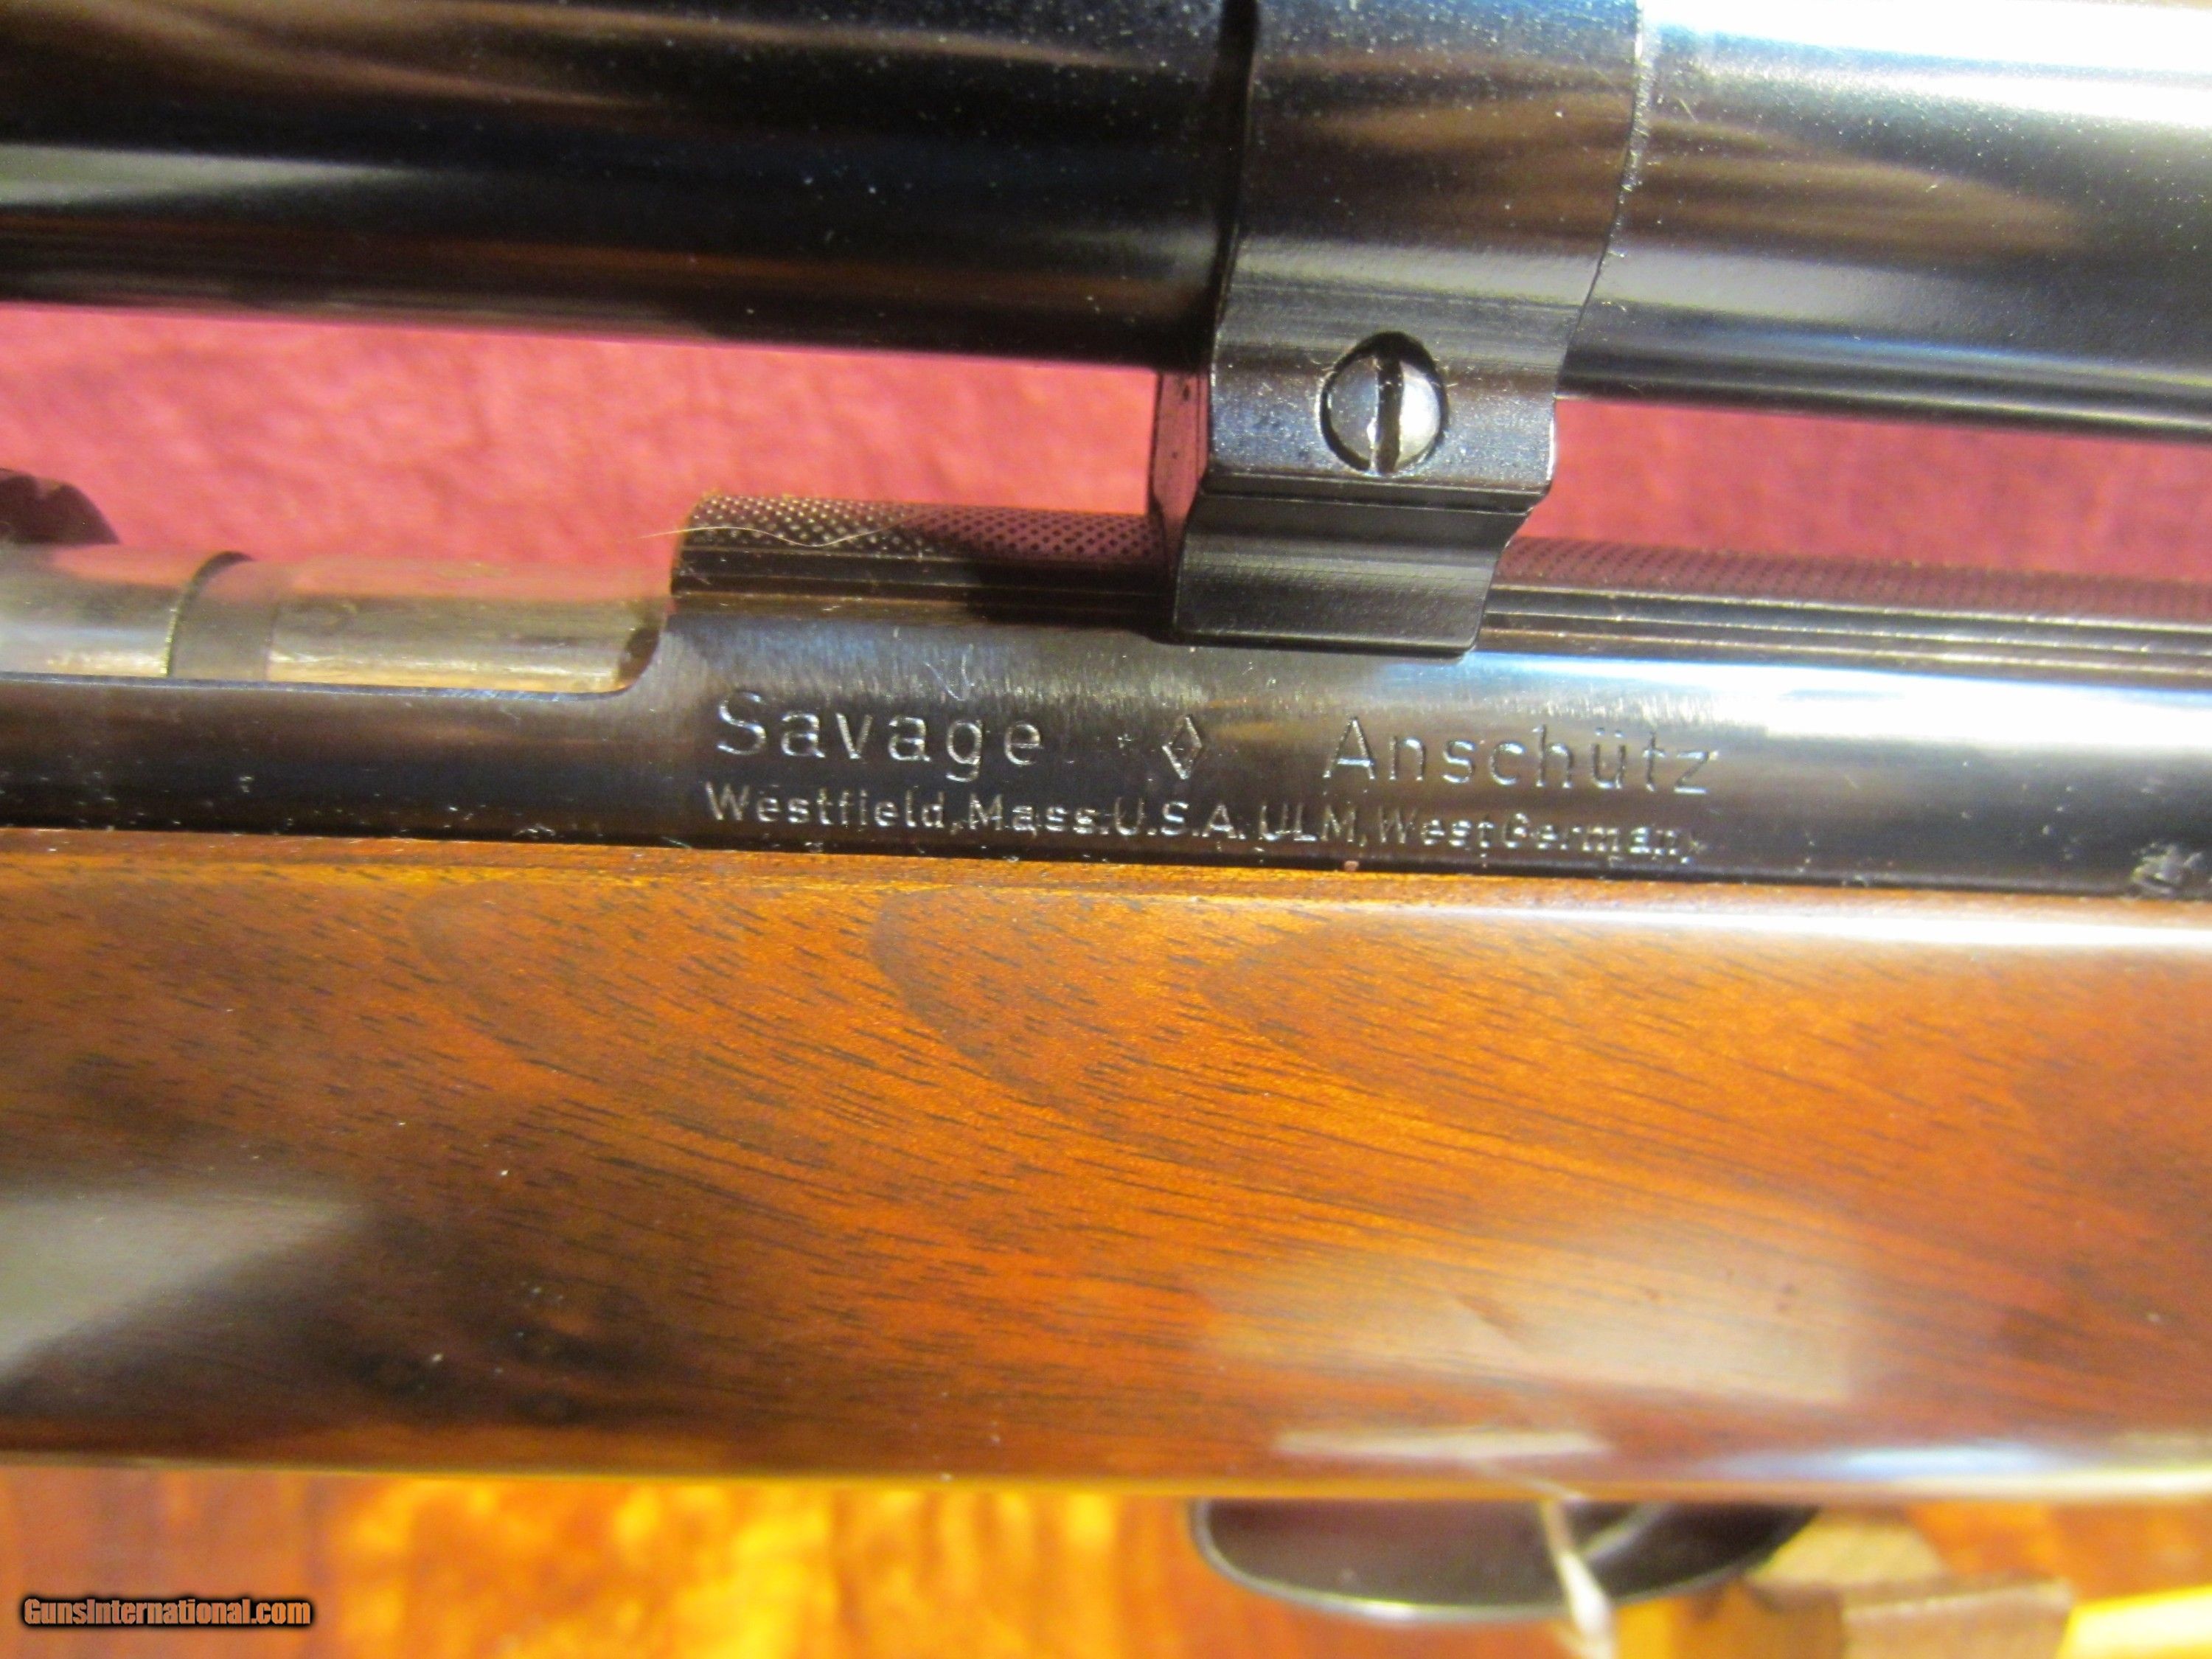 Savage ◊ Anschütz
Westfield, Mass. U.S.A. ULM, West Germany
GunsInternational.com